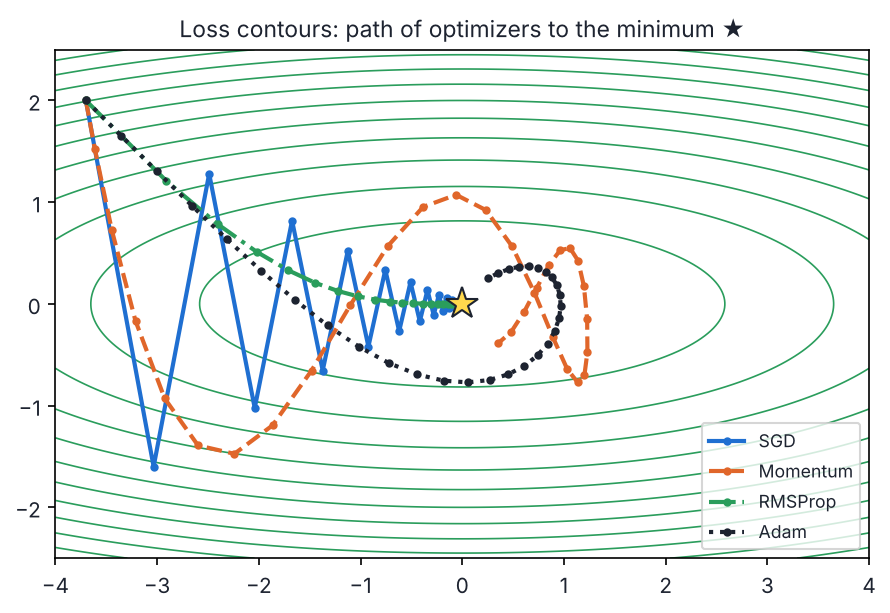 Loss contours: path of optimizers to the minimum ★
2
1
0
−1
−2
−4
−3
−2
−1
0
1
2
3
4
SGD
Momentum
RMSProp
Adam